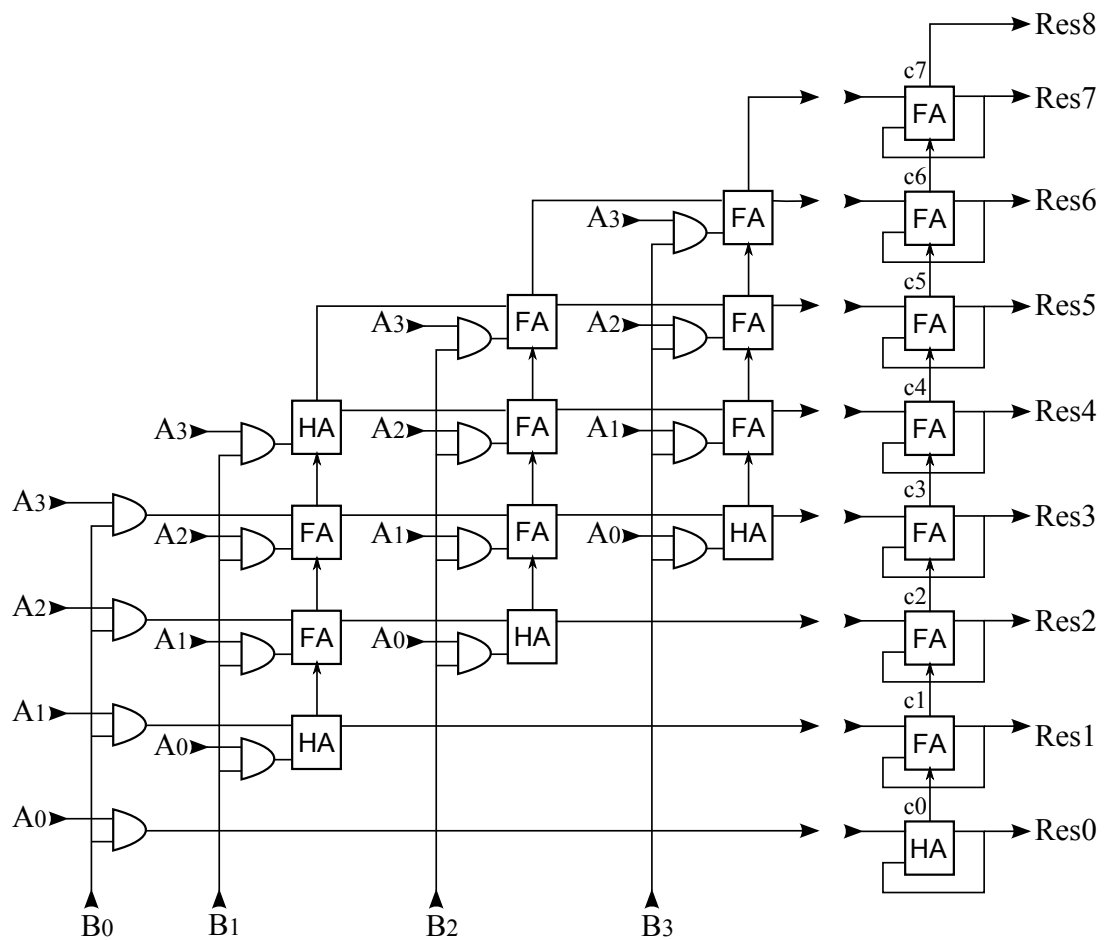 Res8
c7
FA Res7
c6
A3 FA FA Res6
c5
A3 FA A2 FA FA Res5
c4
A3 HA A2 FA A1 FA FA Res4
c3
A3 A2 FA A1 FA A0 HA FA Res3
c2
A2 A1 FA A0 HA FA Res2
c1
A1 A0 HA FA Res1
c0
A0 HA Res0
B0 B1 B2 B3